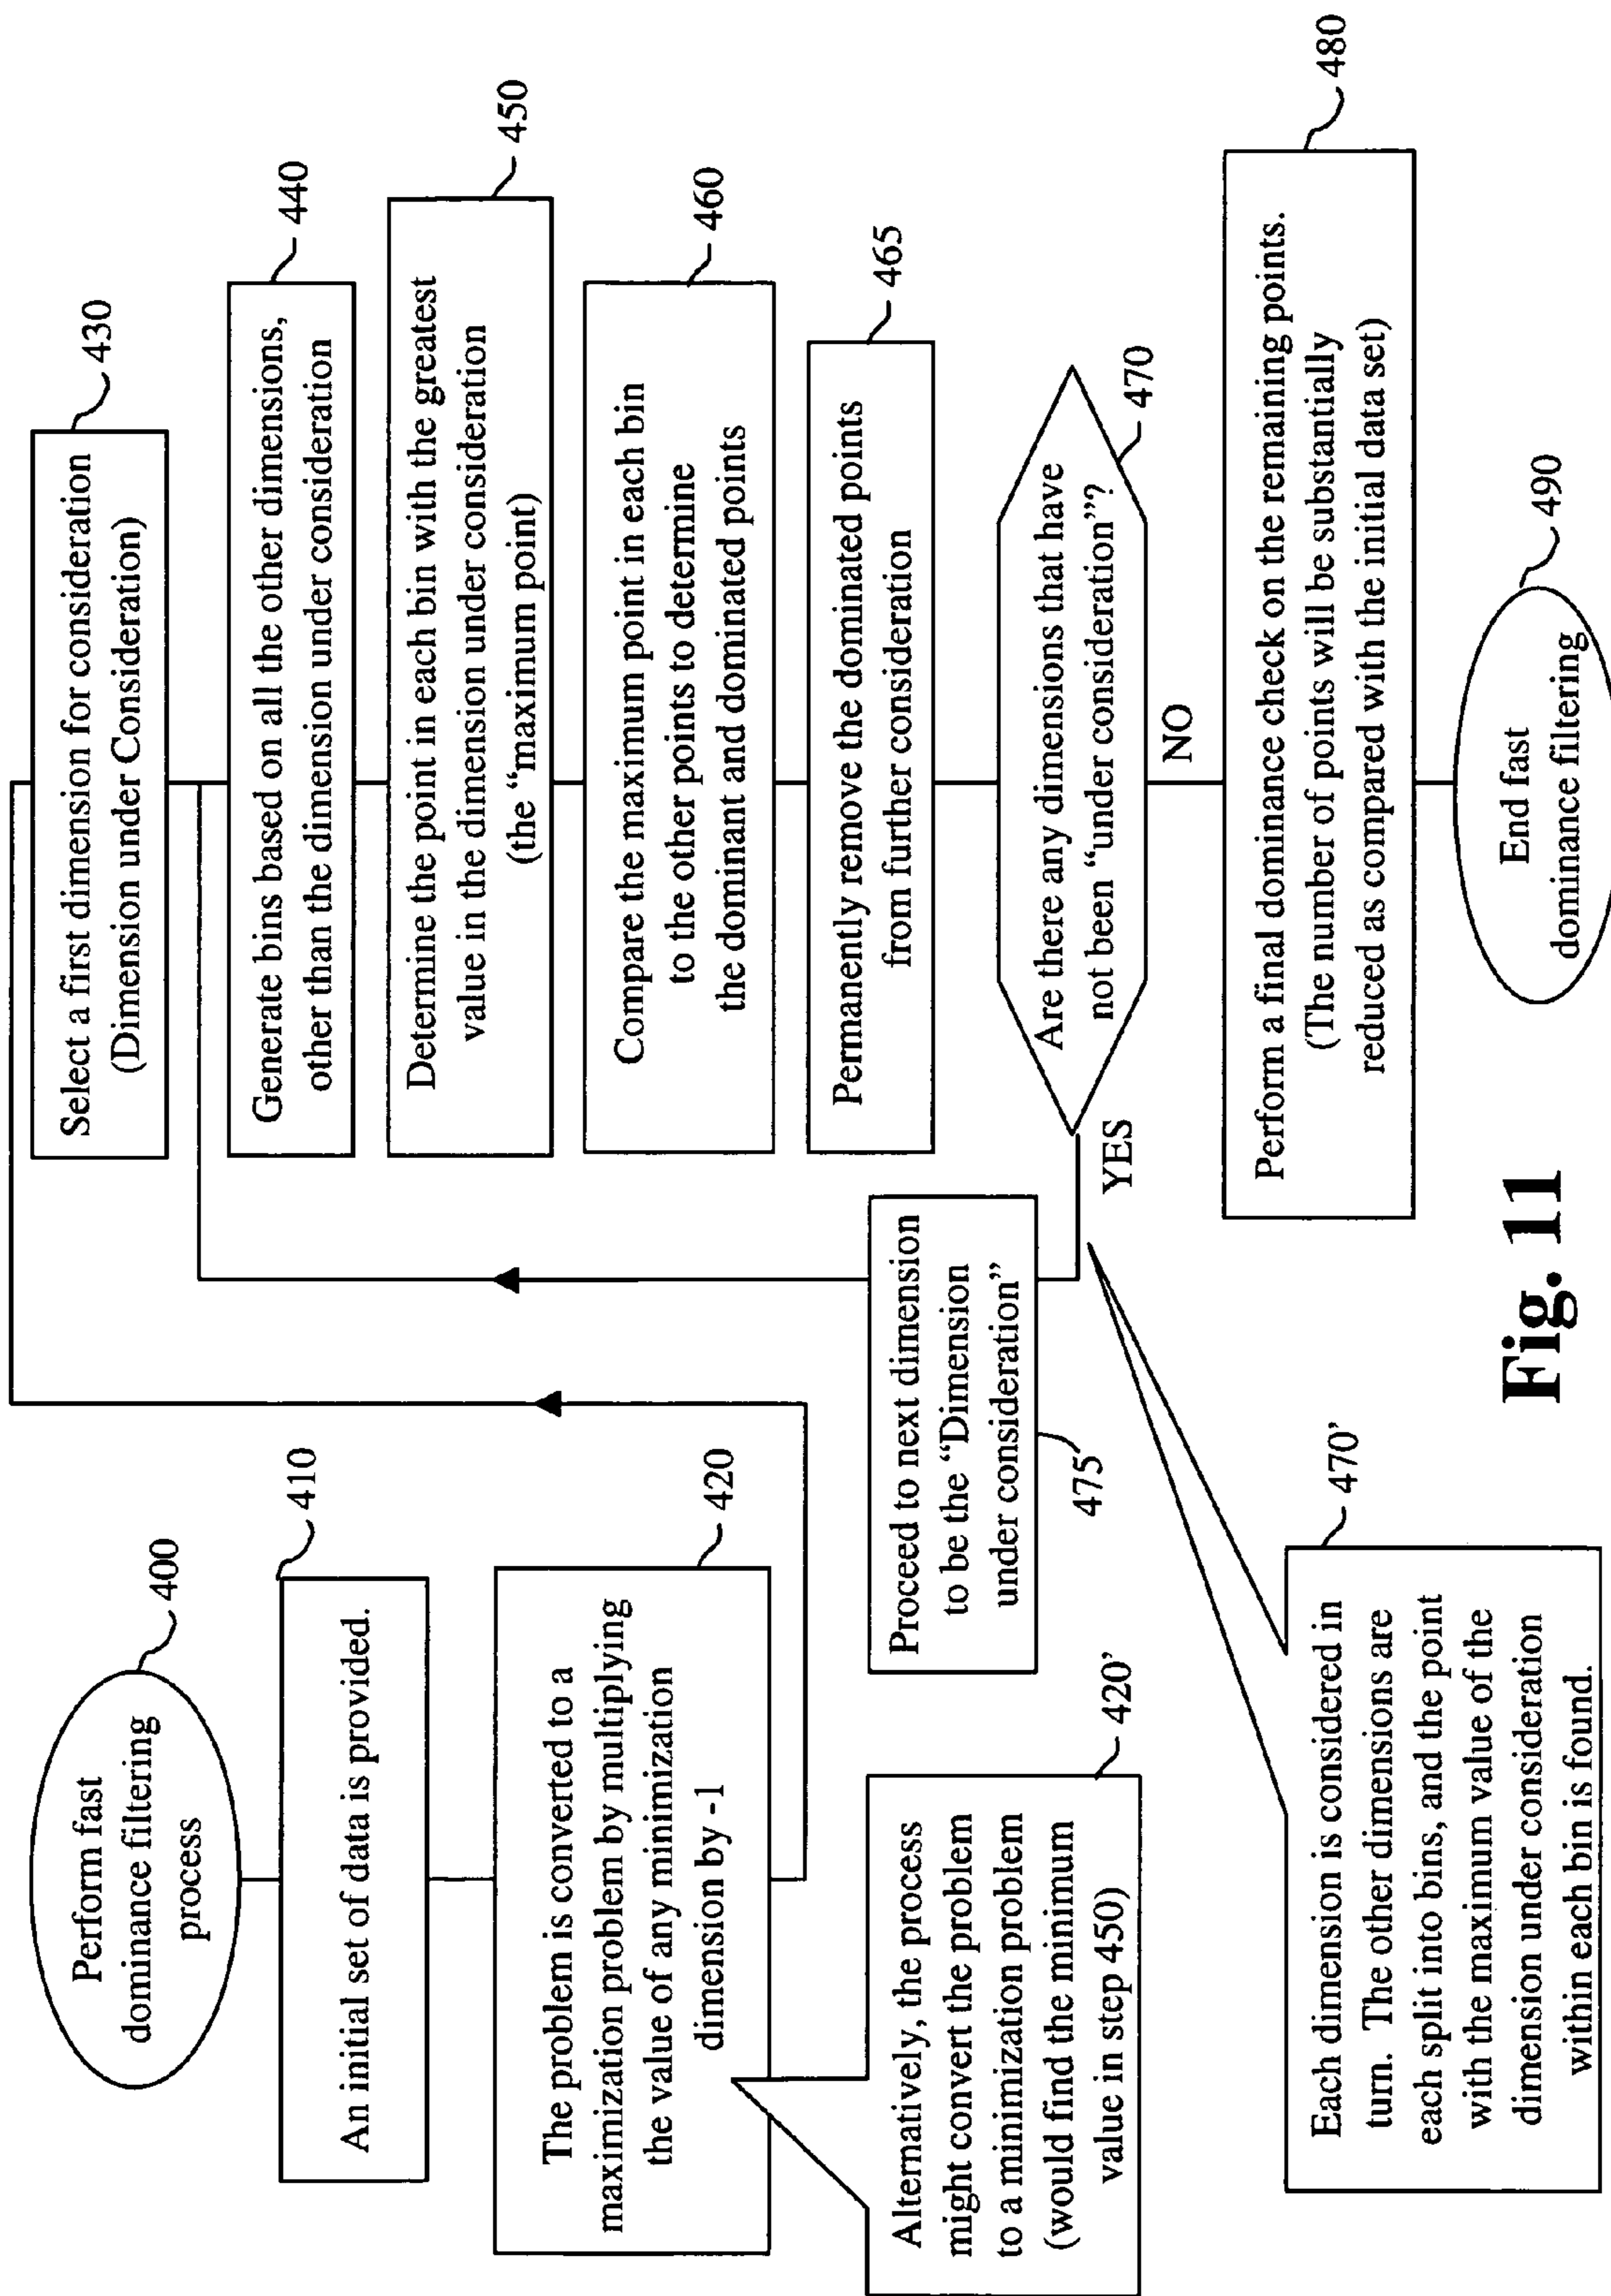 Perform fast
dominance filtering
process
400
An initial set of data is provided.
410
The problem is converted to a
maximization problem by multiplying
the value of any minimization
dimension by -1
420
Alternatively, the process
might convert the problem
to a minimization problem
(would find the minimum
value in step 450)
420’
Select a first dimension for consideration
(Dimension under Consideration)
430
Generate bins based on all the other dimensions,
other than the dimension under consideration
440
Determine the point in each bin with the greatest
value in the dimension under consideration
(the “maximum point)
450
Compare the maximum point in each bin
to the other points to determine
the dominant and dominated points
460
Permanently remove the dominated points
from further consideration
465
Are there any dimensions that have
not been “under consideration”?
470
YES
NO
Proceed to next dimension
to be the “Dimension
under consideration”
475
Each dimension is considered in
turn. The other dimensions are
each split into bins, and the point
with the maximum value of the
dimension under consideration
within each bin is found.
470’
Perform a final dominance check on the remaining points.
(The number of points will be substantially
reduced as compared with the initial data set)
480
End fast
dominance filtering
490
Fig. 11